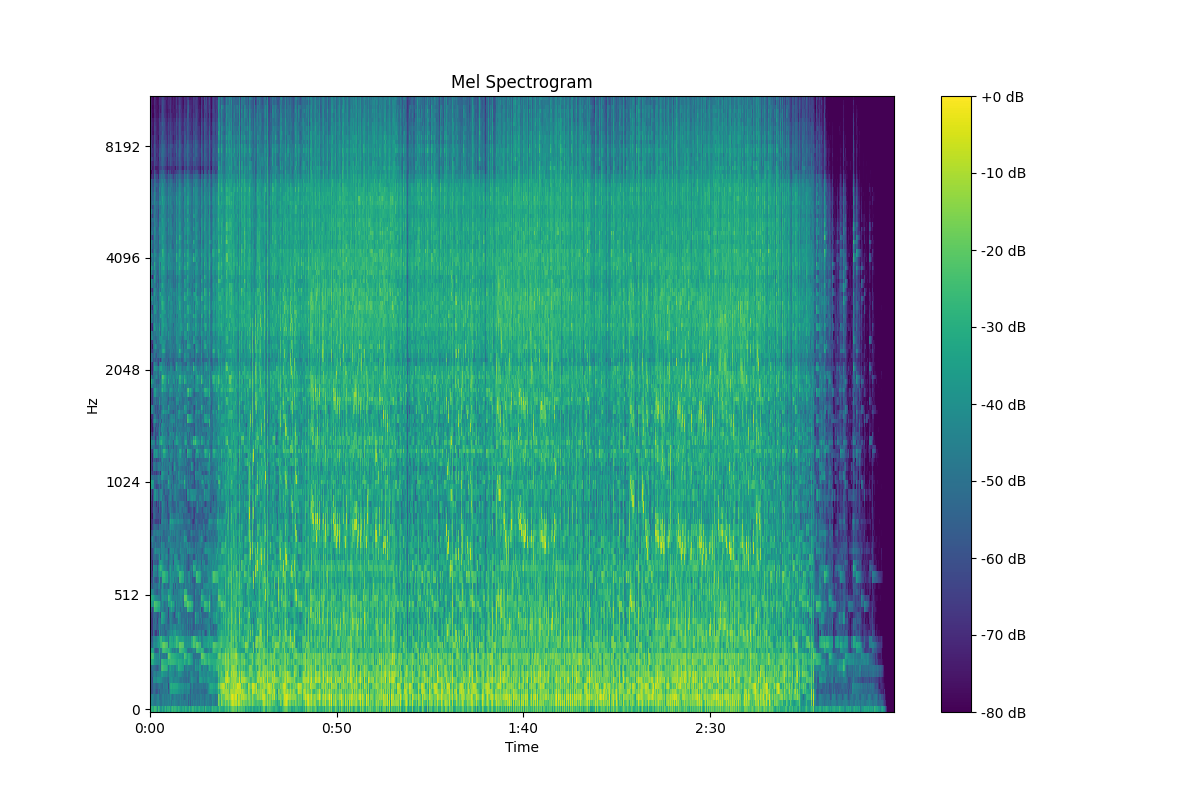 Mel Spectrogram
Hz
8192
4096
2048
1024
512
0
0:00
0:50
1:40
2:30
Time
+0 dB
-10 dB
-20 dB
-30 dB
-40 dB
-50 dB
-60 dB
-70 dB
-80 dB